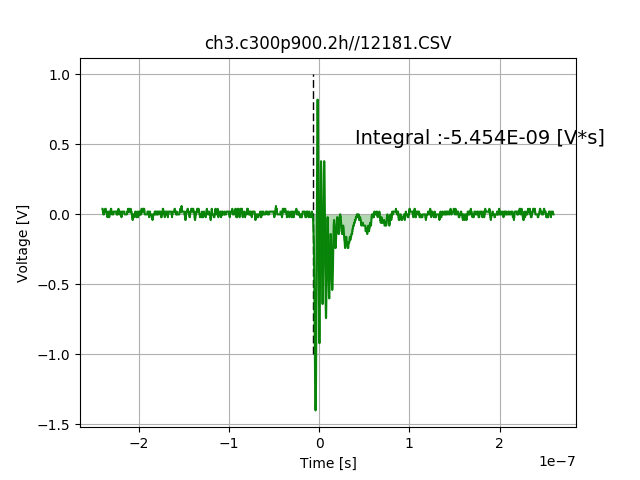 ch3.c300p900.2h//12181.CSV
1.0
0.5
0.0
−0.5
−1.0
−1.5
Voltage [V]
Integral :-5.454E-09 [V*s]
−2
−1
0
1
2
1e−7
Time [s]